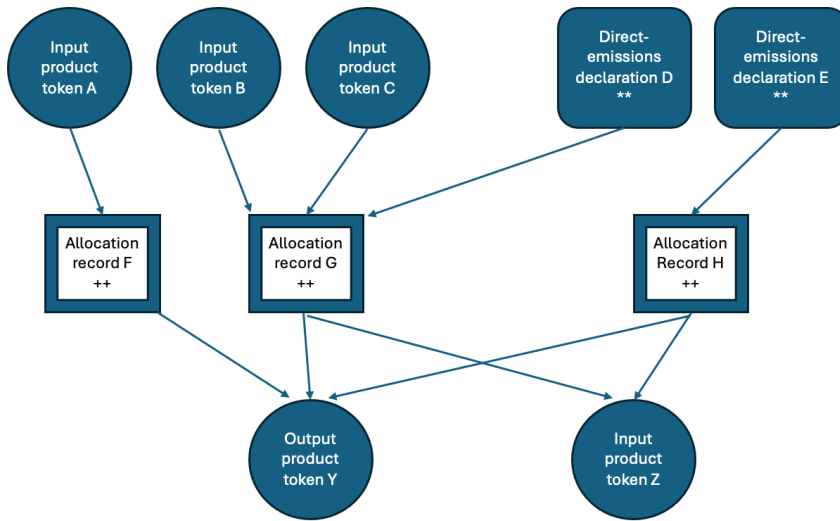 Input
product
token A
Input
product
token B
Input
product
token C
Direct-
emissions
declaration D
**
Direct-
emissions
declaration E
**
Allocation
record F
++
Allocation
record G
++
Allocation
Record H
++
Output
product
token Y
Input
product
token Z